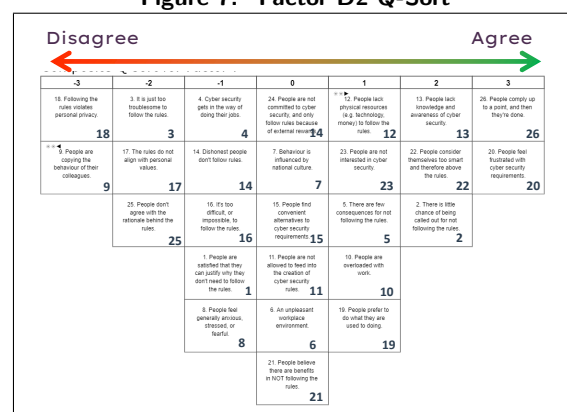 Figure 7: Factor D2 Q-Sort
Disagree
Agree
-3
-2
-1
0
1
2
3
18. Following the
rules violates
personal privacy.
18
3. It is just too
troublesome to
follow the rules.
3
4. Cyber security
gets in the way of
doing their jobs.
4
24. People are not
committed to cyber
security, and only
follow rules because
of external
14
**►
12. People lack
physical resources
(e.g. technology,
money) to follow the
rules.
12
13. People lack
knowledge and
awareness of cyber
security.
13
26. People comply up
to a point, and then
they're done.
26
**◄
9. People are
copying the
behaviour of their
colleagues.
9
17. The rules do not
align with personal
values.
17
14. Dishonest people
don't follow rules.
14
7. Behaviour is
influenced by
national culture.
7
23. People are not
interested in cyber
security.
23
22. People consider
themselves too smart
and therefore above
the rules.
22
20. People feel
frustrated with
cyber security
requirements.
20
25. People don't
agree with the
rationale behind the
rules.
25
16. It's too
difficult, or
impossible, to
follow the rules.
16
15. People find
convenient
alternatives to
cyber security
requirements
15
5. There are few
consequences for not
following the rules.
5
2. There is little
chance of being
called out for not
following the rules.
2
1. People are
satisfied that they
can justify why they
don't need to follow
the rules.
1
11. People are not
allowed to feed into
the creation of
cyber security
rules.
11
10. People are
overloaded with
work.
10
8. People feel
generally anxious,
stressed, or
fearful.
8
6. An unpleasant
workplace
environment.
6
19. People prefer to
do what they are
used to doing.
19
21. People believe
there are benefits
in NOT following the
rules.
21